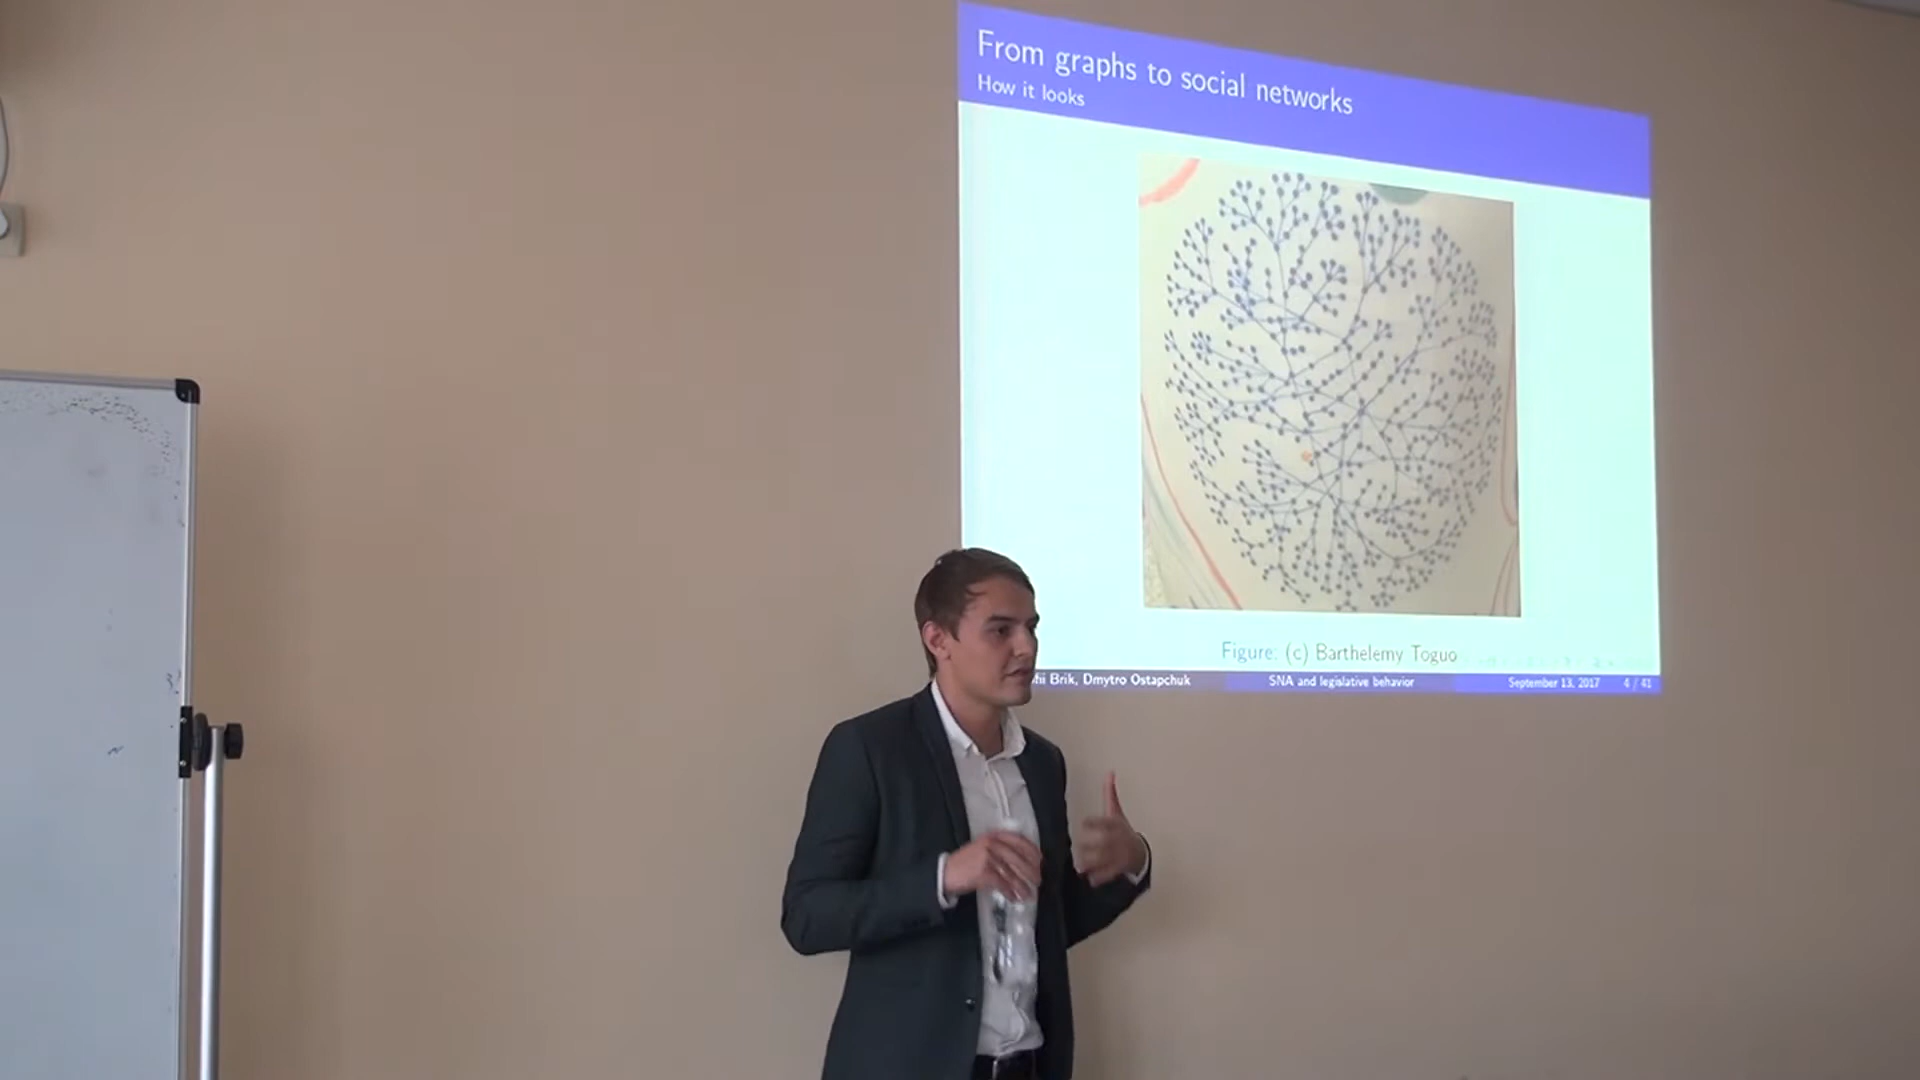 From graphs to social networks
How it looks
Figure: (c) Barthelemy Toguo
Brik, Dmytro Ostapchuk
SNA and legislative behavior
September 13, 2017
4 / 41